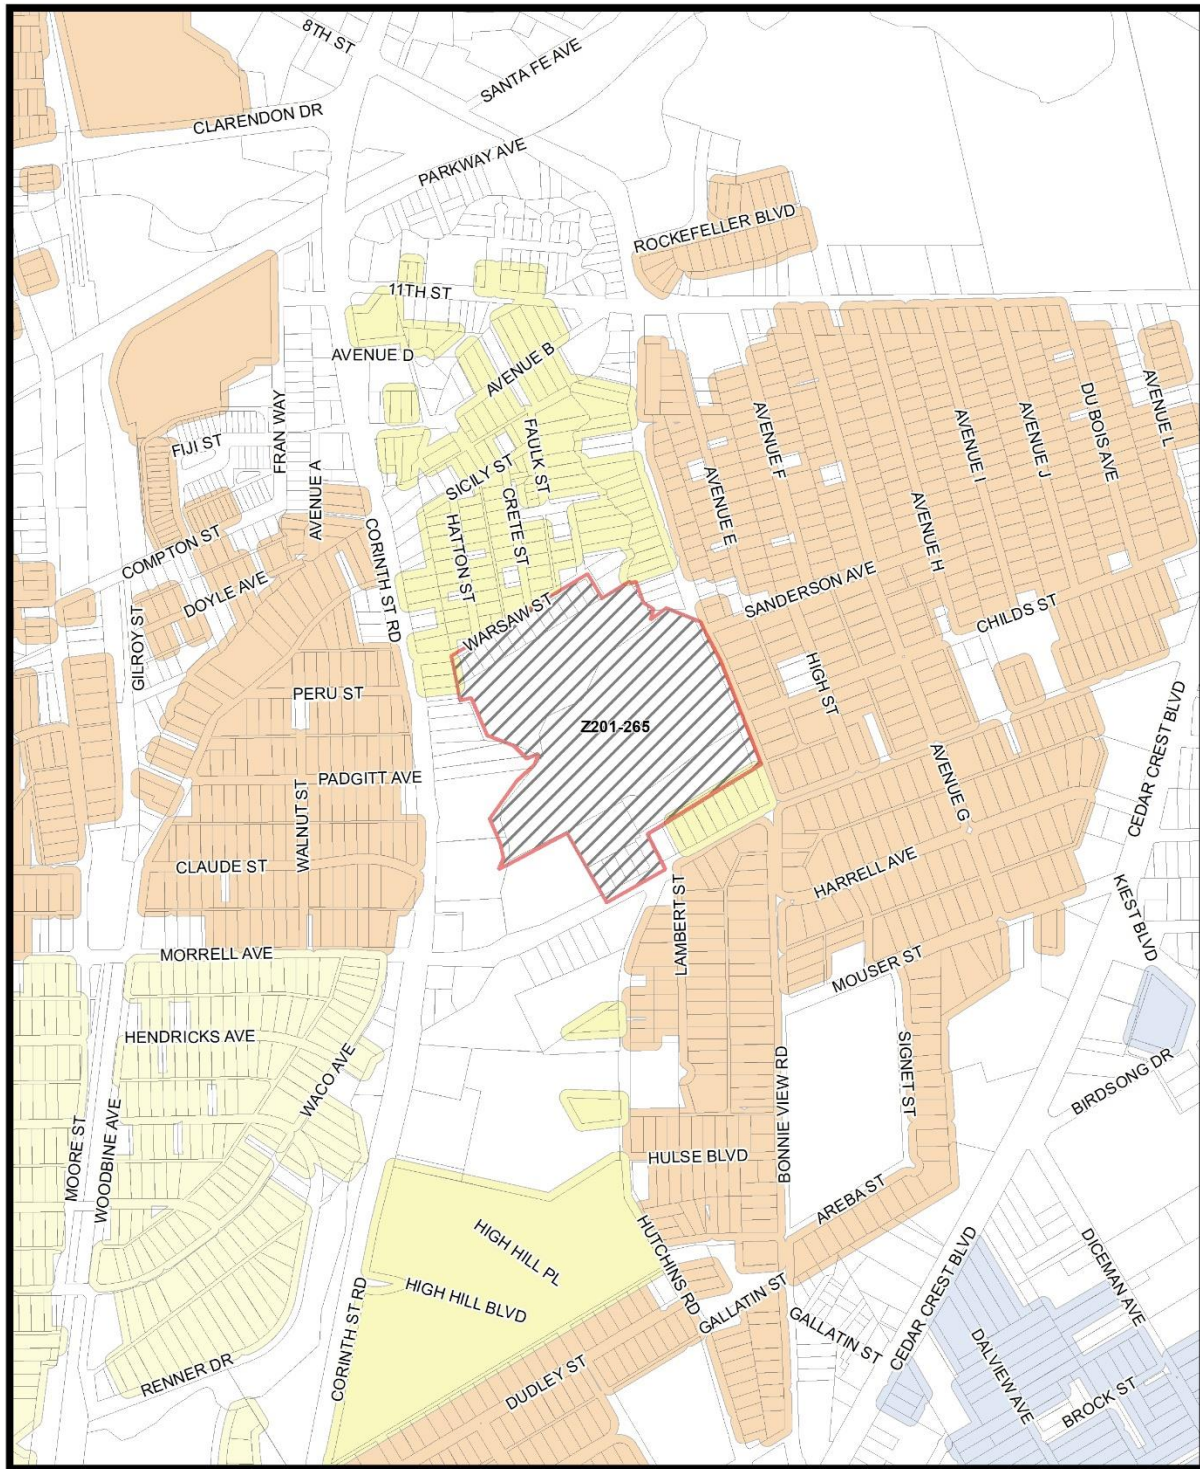 8TH ST
SANTA FE AVE
CLARENDON DR
PARKWAY AVE
ROCKEFELLER BLVD
11TH ST
AVENUE D
AVENUE B
FRAN WAY
FIJI ST
AVENUE A
SICILY ST
FAULK ST
CRETE ST
HATTON ST
AVENUE E
AVENUE F
AVENUE H
AVENUE I
AVENUE J
DU BOIS AVE
AVENUE L
COMPTON ST
DOYLE AVE
CORINTH ST RD
GILROY ST
WARSAW ST
SANDERSON AVE
CHILDS ST
HIGH ST
PERU ST
Z201-265
PADGITT AVE
WALNUT ST
AVENUE G
CEDAR CREST BLVD
CLAUDE ST
HARRELL AVE
KIEST BLVD
LAMBERT ST
MORRELL AVE
MOUSER ST
HENDRICKS AVE
WACO AVE
SIGNET ST
BIRDSONG DR
MOORE ST
WOODBINE AVE
BONNIE VIEW RD
HULSE BLVD
AREBA ST
HIGH HILL PL
HIGH HILL BLVD
HUTCHINS RD
GALLATIN ST
GALLATIN ST
CEDAR CREST BLVD
DICEMAN AVE
CORINTH ST RD
RENNER DR
DUDLEY ST
DALVIEW AVE
BROCK ST